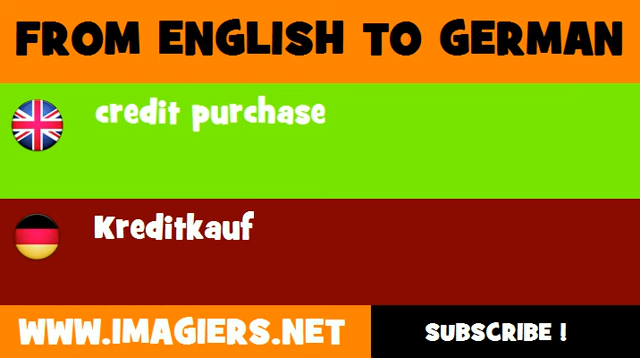 FROM ENGLISH TO GERMAN
credit purchase
Kreditkauf
WWW.IMAGIERS.NET
SUBSCRIBE !